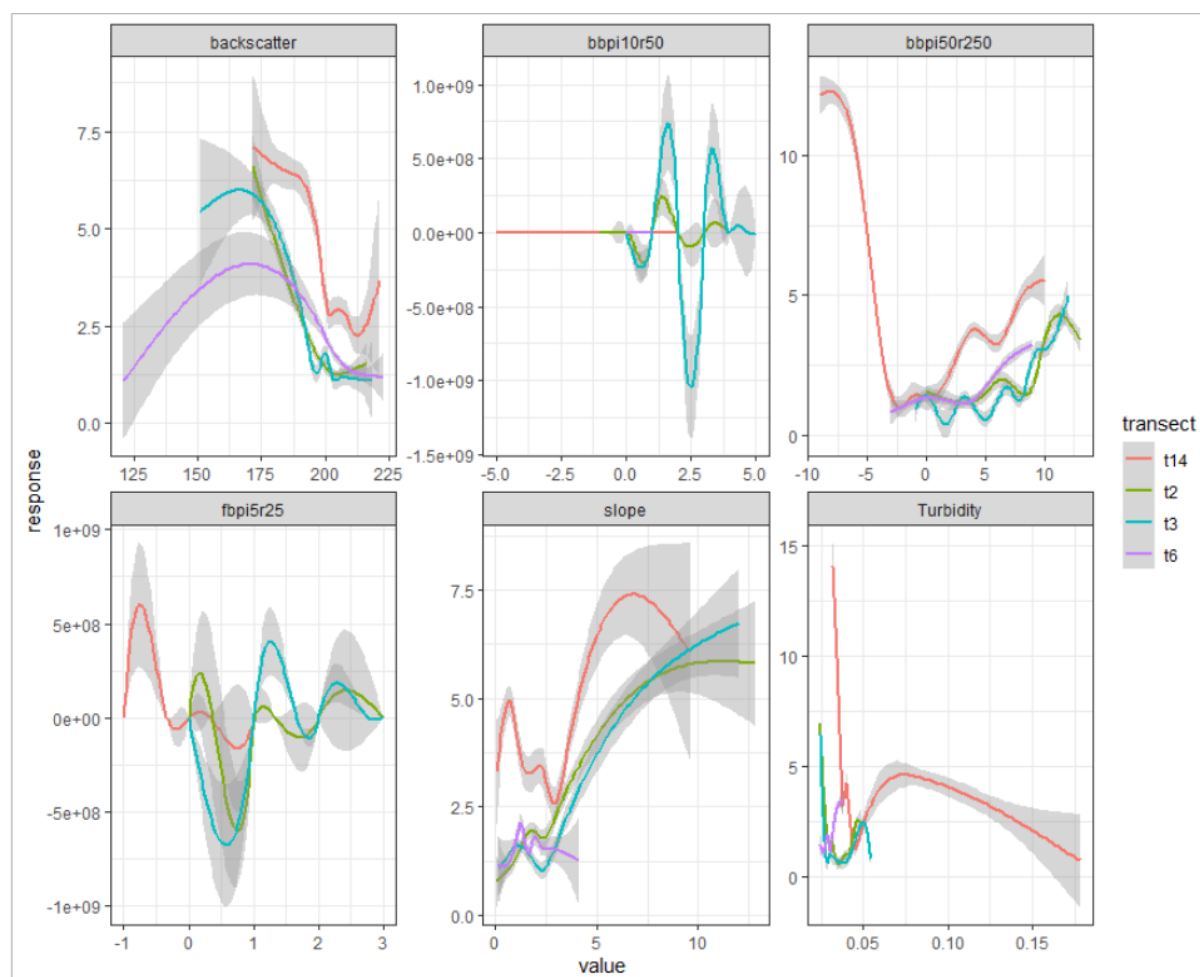 backscatter
bbpi10r50
bbpi50r250
7.5
5.0
2.5
0.0
125 150 175 200 225
1.0e+09
5.0e+08
0.0e+00
-5.0e+08
-1.0e+09
-1.5e+09
-5.0 -2.5 0.0 2.5 5.0
10
5
0
-10 -5 0 5 10
response
fbpi5r25
slope
Turbidity
1e+09
5e+08
0e+00
-5e+08
-1e+09
-1 0 1 2 3
7.5
5.0
2.5
0.0
0 5 10
15
10
5
0
0.05 0.10 0.15
value
transect
t14
t2
t3
t6